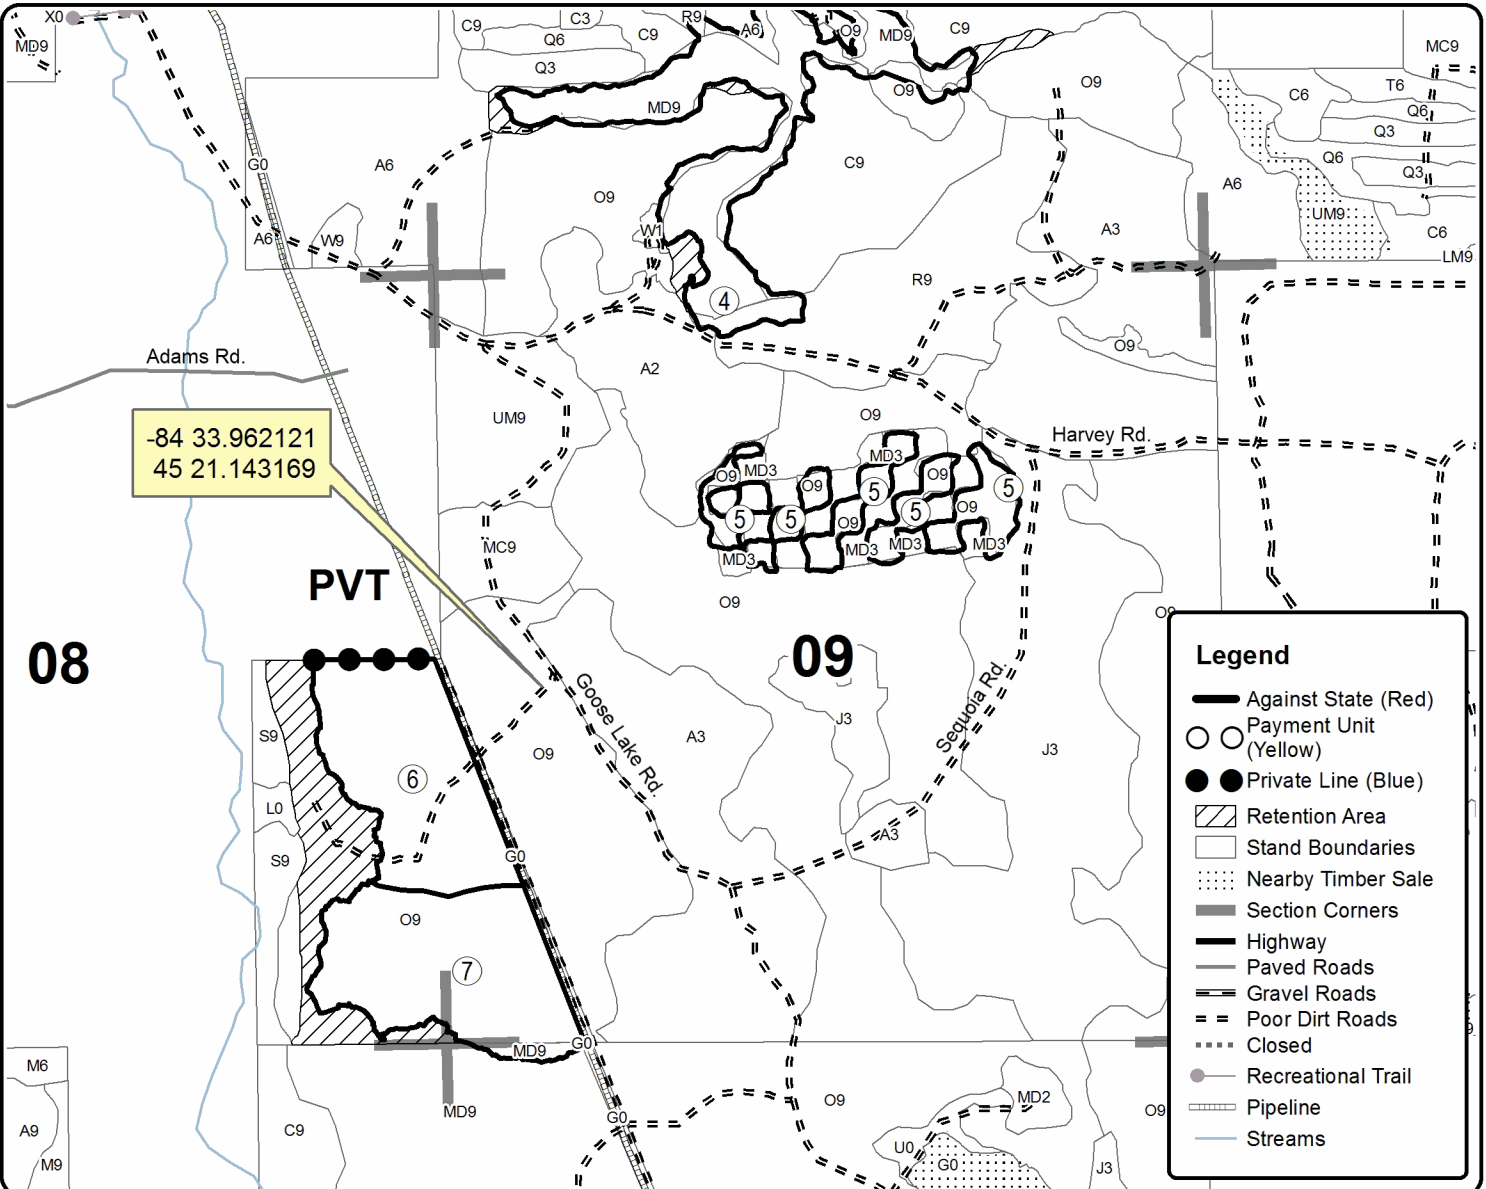 X0
MD9
C9
C3
Q6
Q3
C9
R9
A6
O9
MD9
C9
O9
O9
MC9
T6
C6
Q6
Q3
Q6
Q3
MD9
G0
A6
O9
C9
A6
UM9
C6
LM9
A6
W9
W1
A3
R9
4
O9
Adams Rd.
A2
O9
UM9
Harvey Rd.
-84 33.962121
45 21.143169
O9
MD3
O9
MD3
O9
5
5
5
5
5
O9
O9
MD3
MD3
MD3
MD3
MC9
PVT
O9
O9
08
09
Goose Lake Rd.
Sequoia Rd.
S9
O9
A3
J3
J3
6
L0
S9
G0
A3
O9
7
MD9
G0
M6
MD9
G0
O9
MD2
O9
A9
C9
M9
U0
G0
J3
9
Legend
Against State (Red)
Payment Unit
(Yellow)
Private Line (Blue)
Retention Area
Stand Boundaries
Nearby Timber Sale
Section Corners
Highway
Paved Roads
Gravel Roads
Poor Dirt Roads
Closed
Recreational Trail
Pipeline
Streams